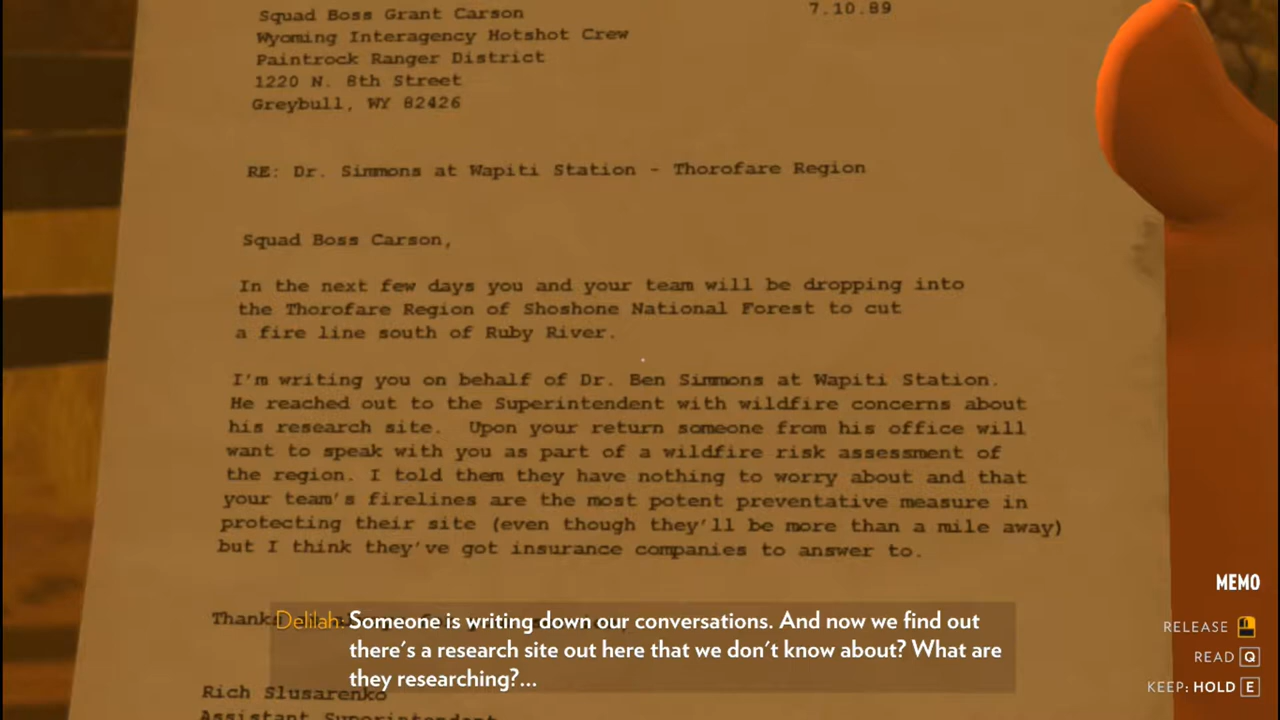 Squad Boss Grant Carson 7.10.89
Wyoming Interagency Hotshot Crew
Paintrock Ranger District
1220 N. 8th Street
Greybull, WY 82426
RE: Dr. Simmons at Wapiti Station - Thorofare Region
Squad Boss Carson,
In the next few days you and your team will be dropping into
the Thorofare Region of Shoshone National Forest to cut
a fire line south of Ruby River.
I'm writing you on behalf of Dr. Ben Simmons at Wapiti Station.
He reached out to the Superintendent with wildfire concerns about
his research site. Upon your return someone from his office will
want to speak with you as part of a wildfire risk assessment of
the region. I told them they have nothing to worry about and that
your team's firelines are the most potent preventative measure in
protecting their site (even though they'll be more than a mile away)
but I think they've got insurance companies to answer to.
Delilah: Someone is writing down our conversations. And now we find out
there's a research site out here that we don't know about? What are
they researching?...
Rich Slusarenko
Assistant Superintendent
MEMO
RELEASE
READ Q
KEEP: HOLD E